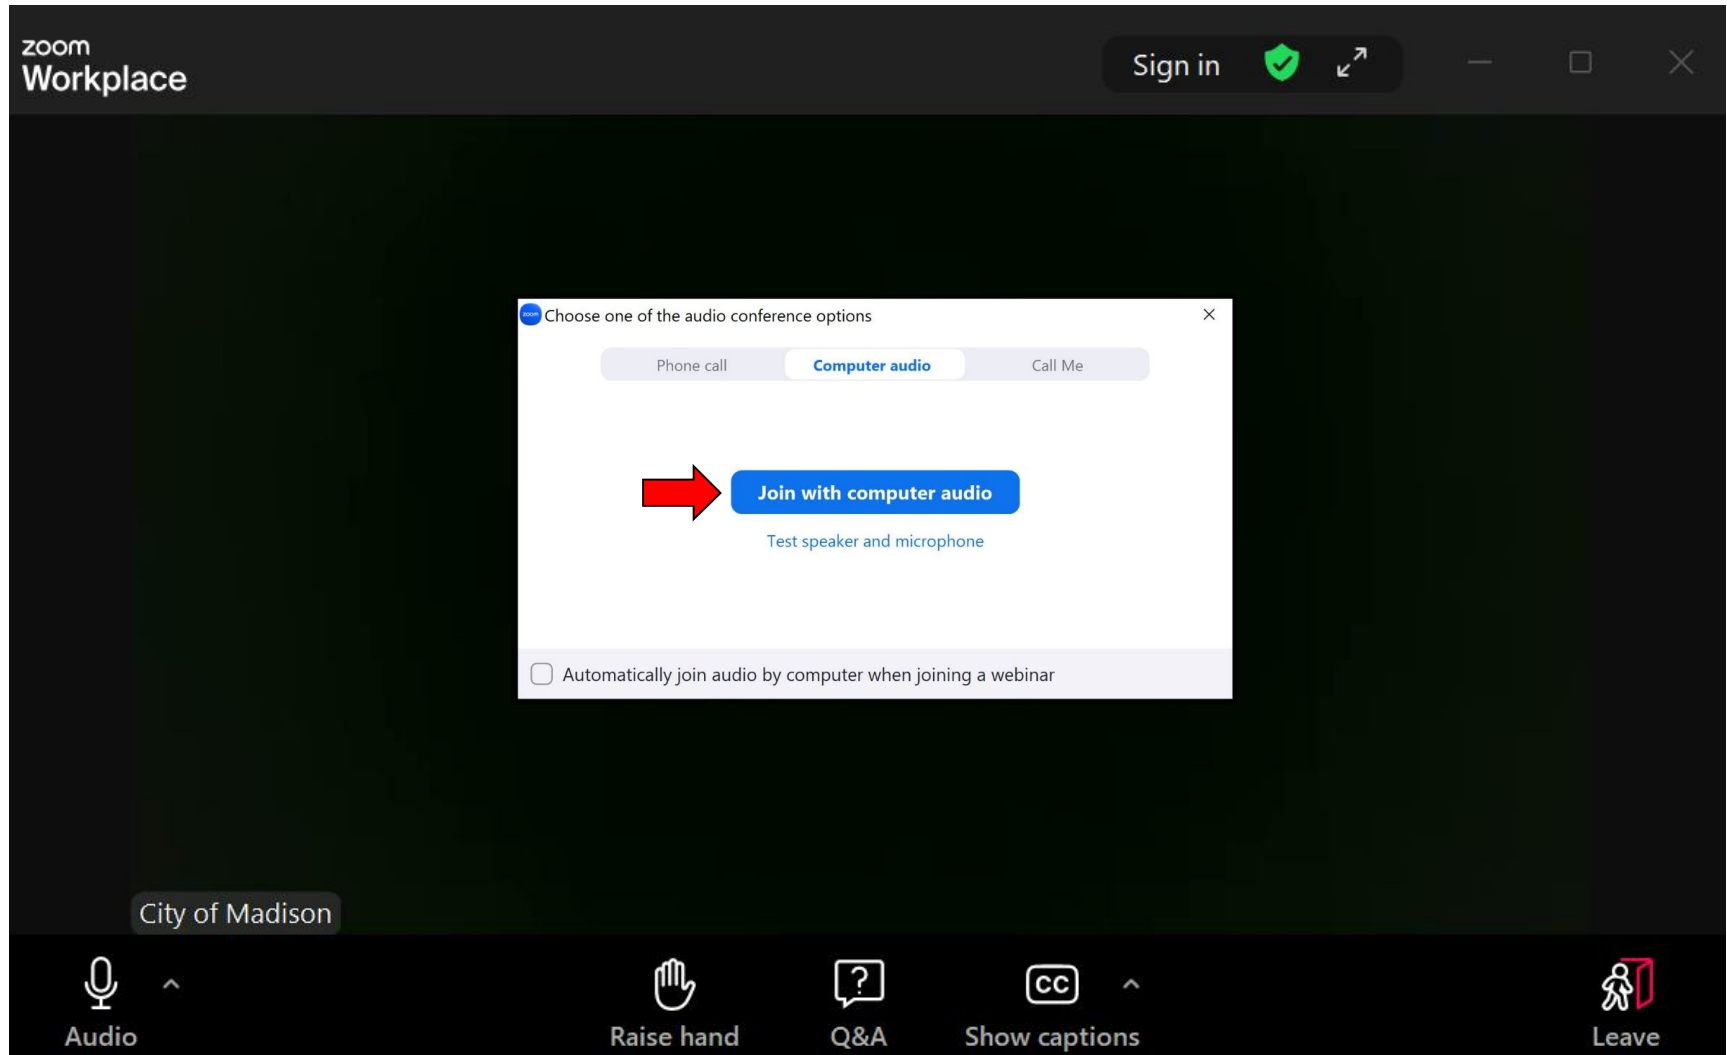 zoom
Workplace
Sign in
zoom
Choose one of the audio conference options
Phone call
Computer audio
Call Me
Join with computer audio
Test speaker and microphone
Automatically join audio by computer when joining a webinar
City of Madison
CC
Audio
Raise hand
Q&A
Show captions
Leave